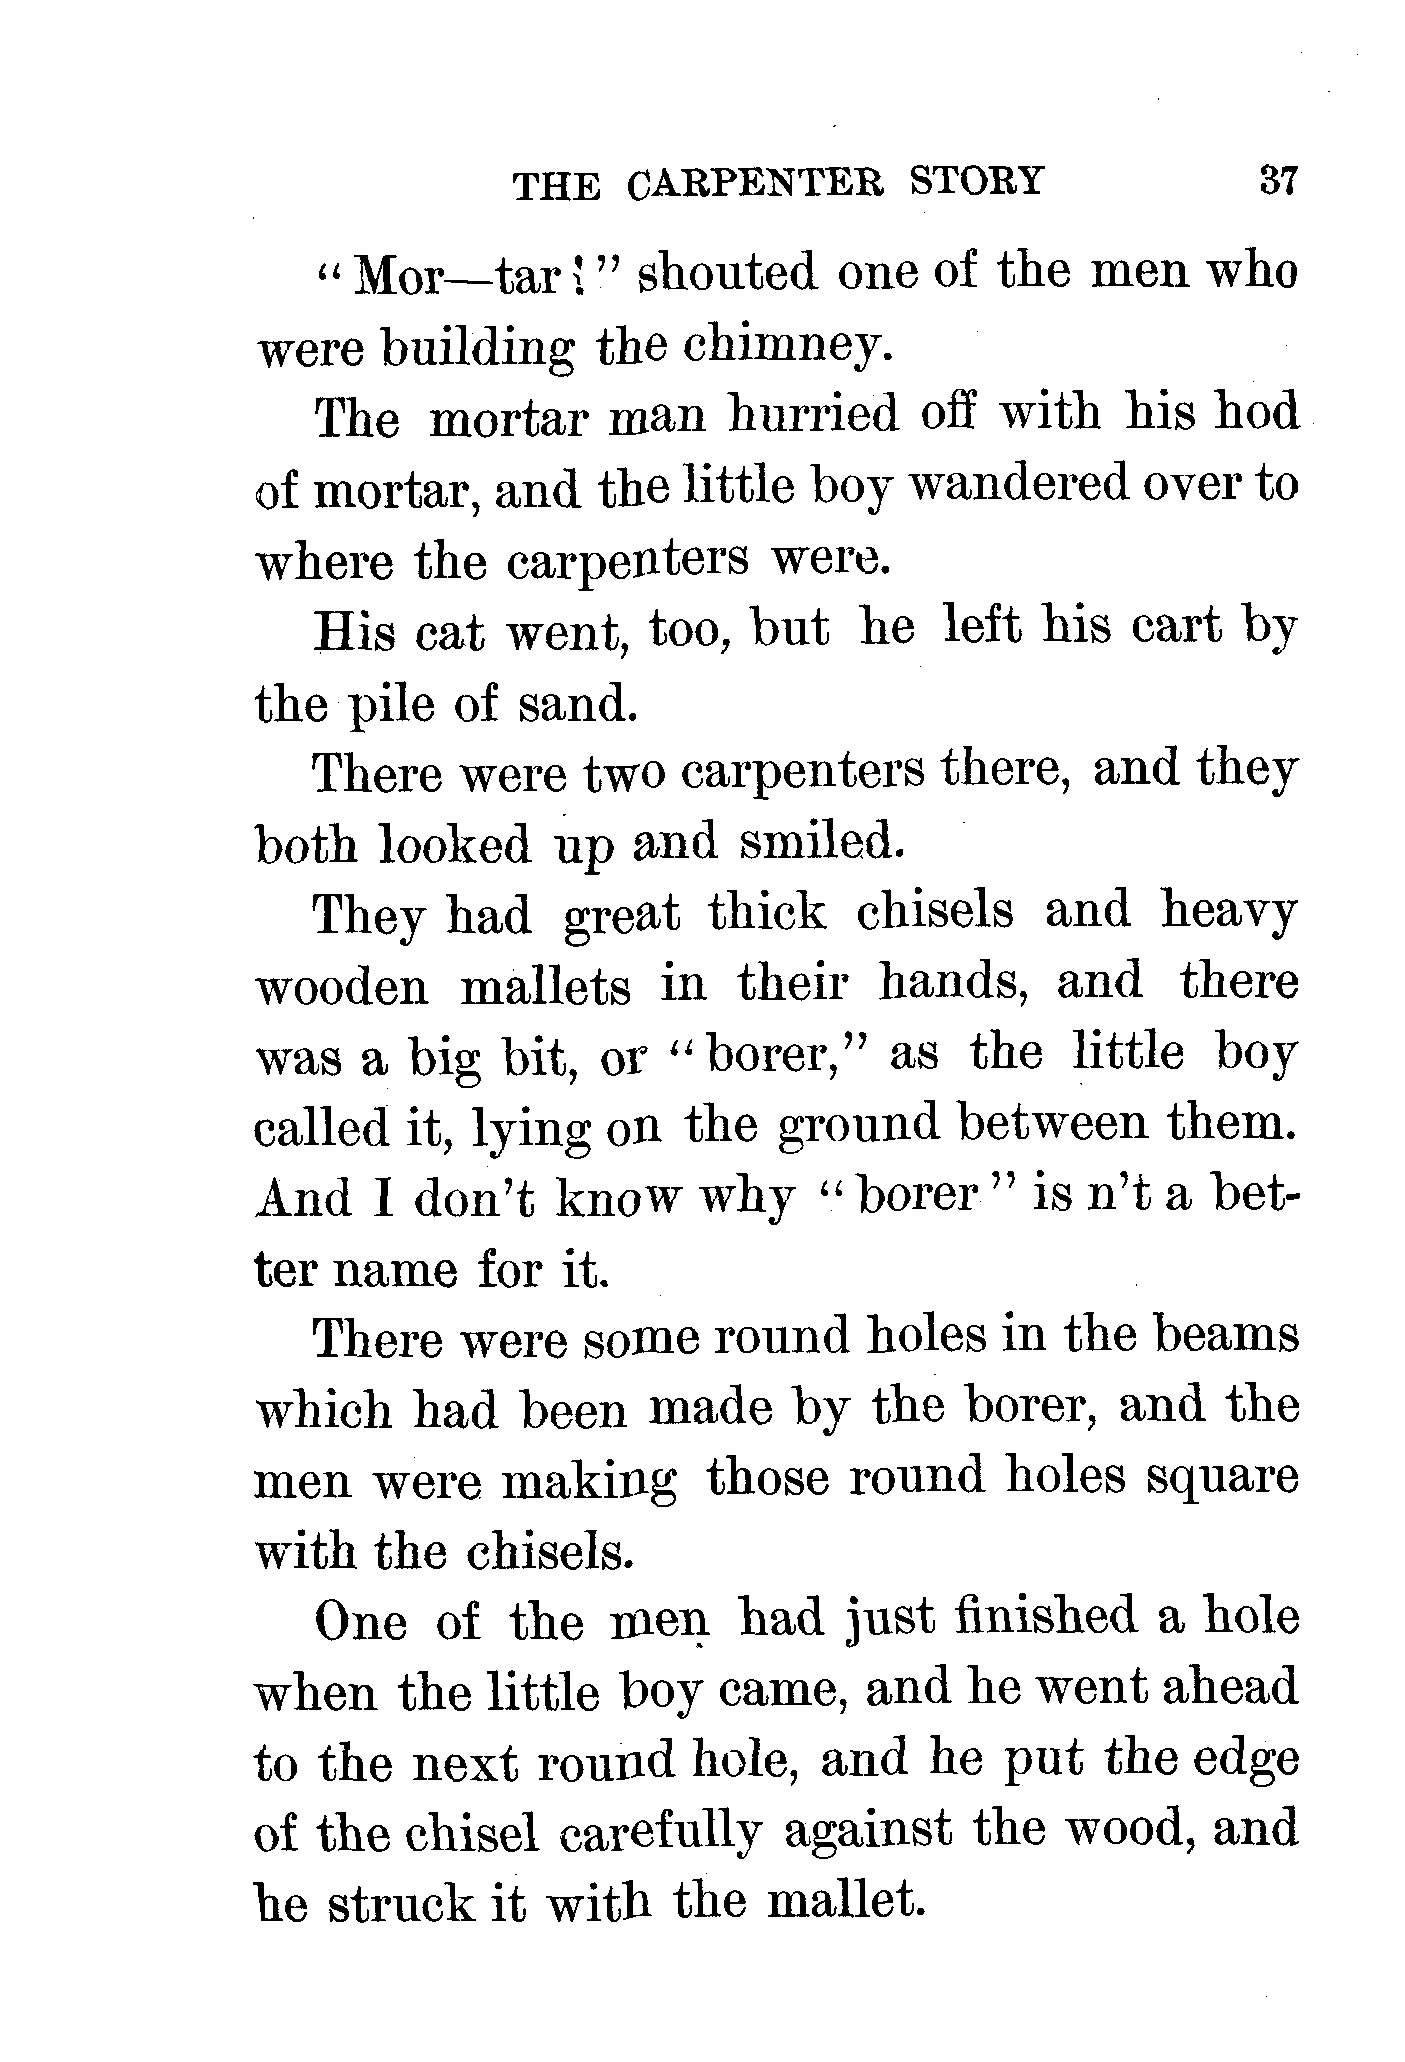 THE CARPENTER STORY 37
"Mor—tar!" shouted one of the men who
were building the chimney.
The mortar man hurried off with his hod
of mortar, and the little boy wandered over to
where the carpenters were.
His cat went, too, but he left his cart by
the pile of sand.
There were two carpenters there, and they
both looked up and smiled.
They had great thick chisels and heavy
wooden mallets in their hands, and there
was a big bit, or "borer," as the little boy
called it, lying on the ground between them.
And I don't know why "borer" is n't a bet-
ter name for it.
There were some round holes in the beams
which had been made by the borer, and the
men were making those round holes square
with the chisels.
One of the men had just finished a hole
when the little boy came, and he went ahead
to the next round hole, and he put the edge
of the chisel carefully against the wood, and
he struck it with the mallet.